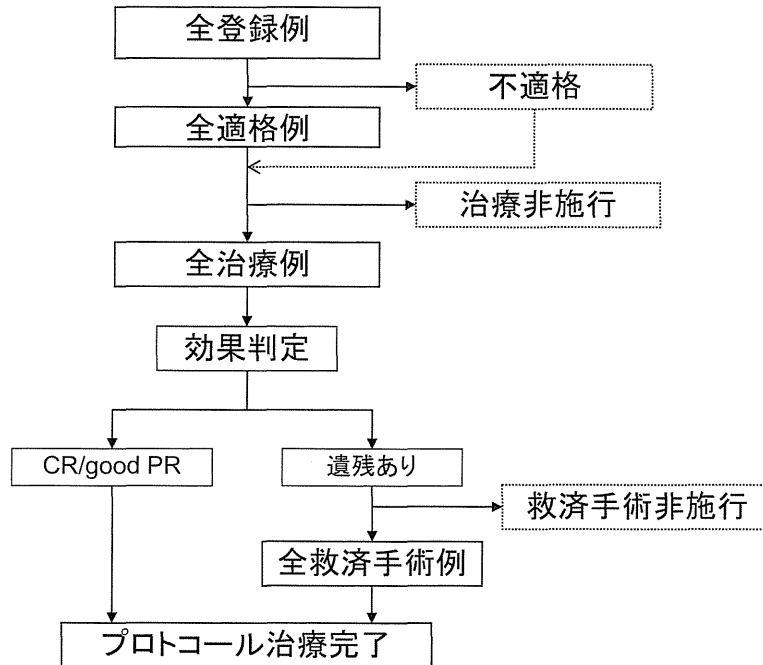 全登録例
不適格
全適格例
治療非施行
全治療例
効果判定
CR/good PR
遺残あり
救済手術非施行
全救済手術例
プロトコール治療完了